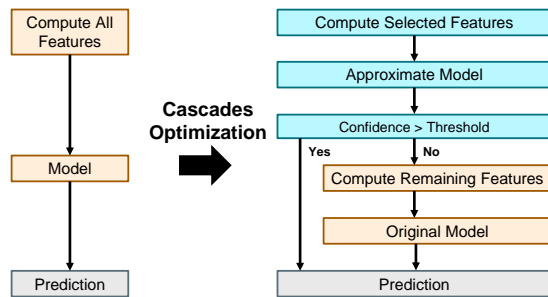 Compute All
Features
Model
Prediction
Cascades
Optimization
Compute Selected Features
Approximate Model
Confidence > Threshold
Yes
No
Compute Remaining Features
Original Model
Prediction